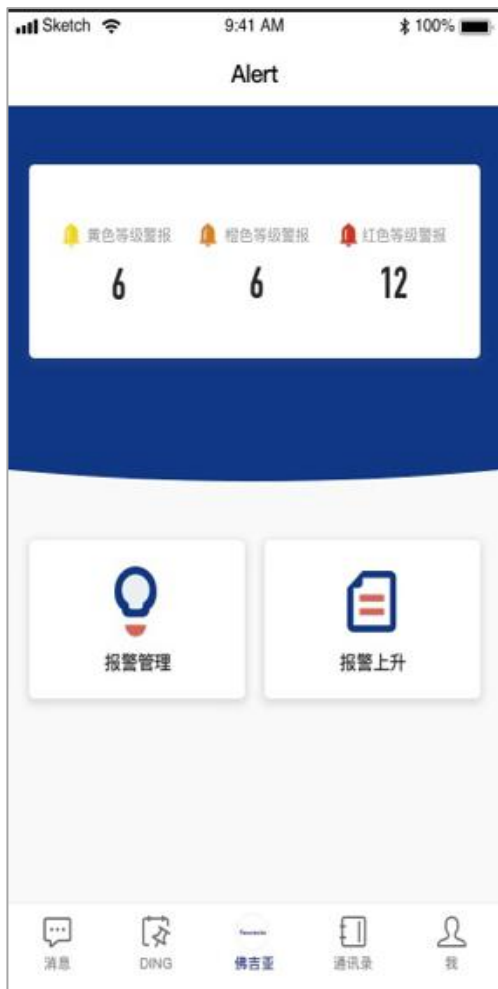 Sketch 9:41 AM 100%
Alert
黄色等级警报 橙色等级警报 红色等级警报
6 6 12
报警管理 报警上升
消息 DING 佛吉亚 通讯录 我